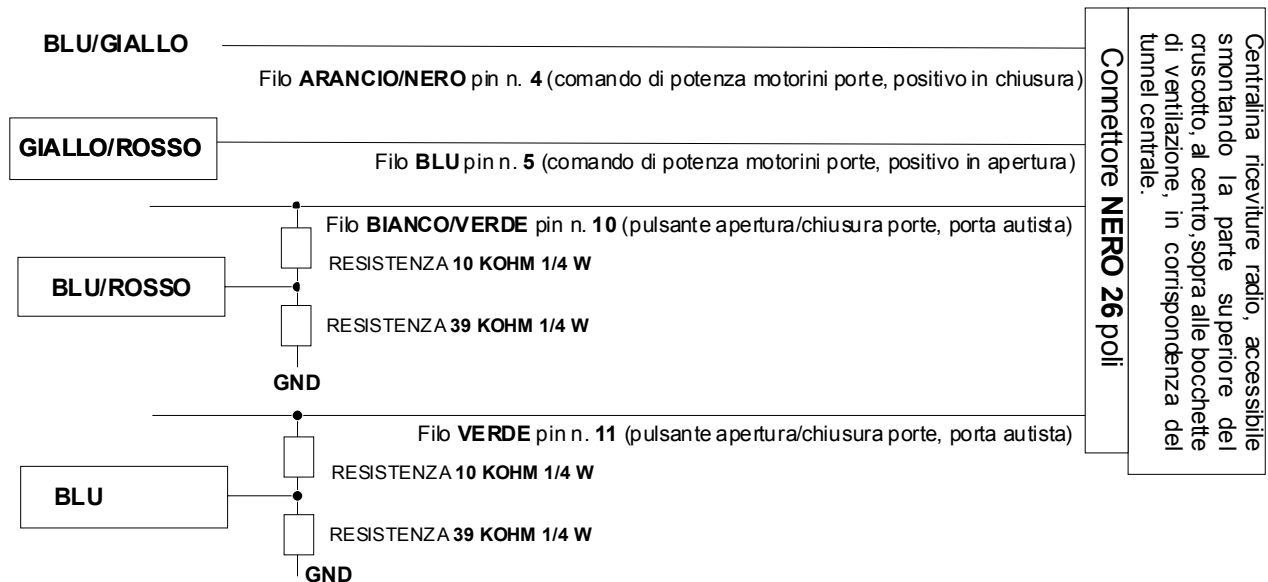 BLU/GIALLO
Filo ARANCIO/NERO pin n. 4 (comando di potenza motorini porte, positivo in chiusura)
GIALLO/ROSSO
Filo BLU pin n. 5 (comando di potenza motorini porte, positivo in apertura)
Filo BIANCO/VERDE pin n. 10 (pulsante apertura/chiusura porte, porta autista)
RESISTENZA 10 KOHM 1/4 W
BLU/ROSSO
RESISTENZA 39 KOHM 1/4 W
GND
Filo VERDE pin n. 11 (pulsante apertura/chiusura porte, porta autista)
RESISTENZA 10 KOHM 1/4 W
BLU
RESISTENZA 39 KOHM 1/4 W
GND
Connettore NERO 26 poli
Centralina riceviture radio, accessibile
smontando la parte superiore del
cruscotto, al centro,sopra alle bocchette
di ventilazione, in corrispondenza del
tunnel centrale.